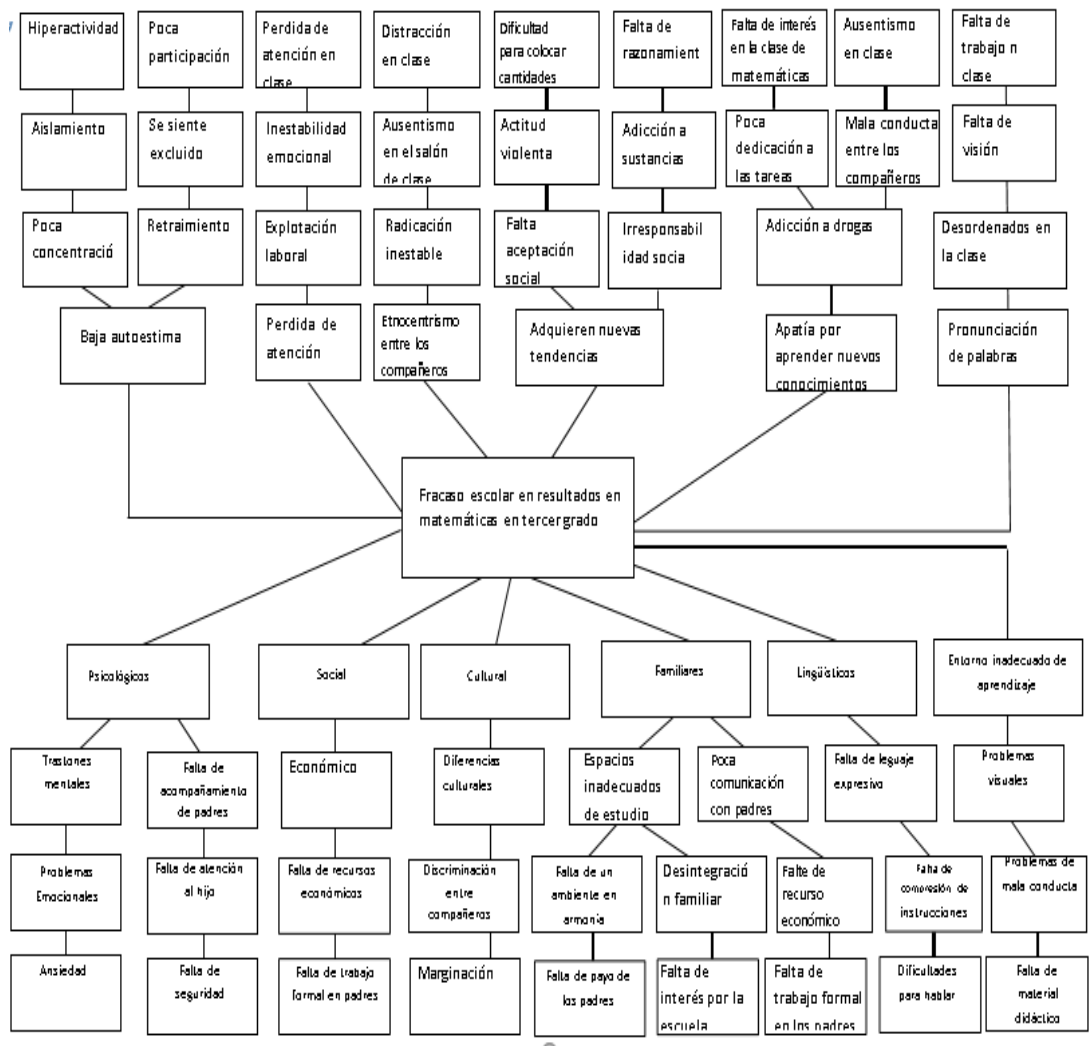 Hiperactividad
Poca
participación
Perdida de
atención en
clase
Distracción
en clase
Dificultad
para colocar
cantidades
Falta de
razonamient
Falta de interés
en la clase de
matemáticas
Ausentismo
en clase
Falta de
trabajo n
clase
Aislamiento
Se siente
excluido
Inestabilidad
emocional
Ausentismo
en el salón
de clase
Actitud
violenta
Adicción a
sustancias
Poca
dedicación a
las tareas
Mala conducta
entre los
compañeros
Falta de
visión
Poca
concentració
Retraimiento
Explotación
laboral
Radicación
inestable
Falta
aceptación
social
Irresponsabil
idad socia
Adicción a drogas
Desordenados en
la clase
Baja autoestima
Perdida de
atención
Etnocentrismo
entre los
compañeros
Adquieren nuevas
tendencias
Apatía por
aprender nuevos
conocimientos
Pronunciación
de palabras
Fracaso escolar en resultados en
matemáticas en tercer grado
Psicológicos
Social
Cultural
Familiares
Lingüísticos
Entorno inadecuado de
aprendizaje
Trastones
mentales
Falta de
acompañamiento
de padres
Económico
Diferencias
culturales
Espacios
inadecuados
de estudio
Poca
comunicación
con padres
Falta de leguaje
expresivo
Problemas
visuales
Problemas
Emocionales
Falta de atención
al hijo
Falta de recursos
económicos
Discriminación
entre
compañeros
Falta de un
ambiente en
armonía
Desintegració
n familiar
Falte de
recurso
económico
Falta de
compresión de
instrucciones
Problemas de
mala conducta
Ansiedad
Falta de
seguridad
Falta de trabajo
formal en padres
Marginación
Falta de payo de
los padres
Falta de
interés por la
escuela
Falta de
trabajo formal
en los padres
Dificultades
para hablar
Falta de
material
didáctico